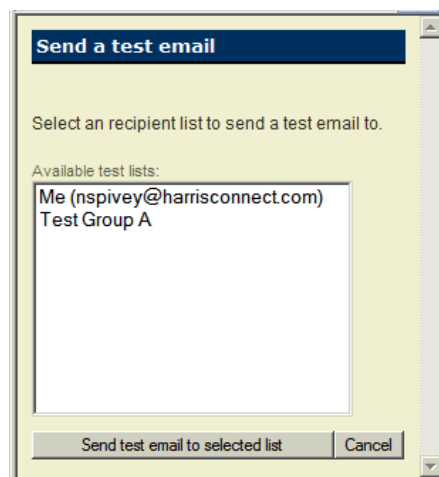 Send a test email
Select an recipient list to send a test email to.
Available test lists:
Me (nspivey@harrisconnect.com)
Test Group A
Send test email to selected list
Cancel